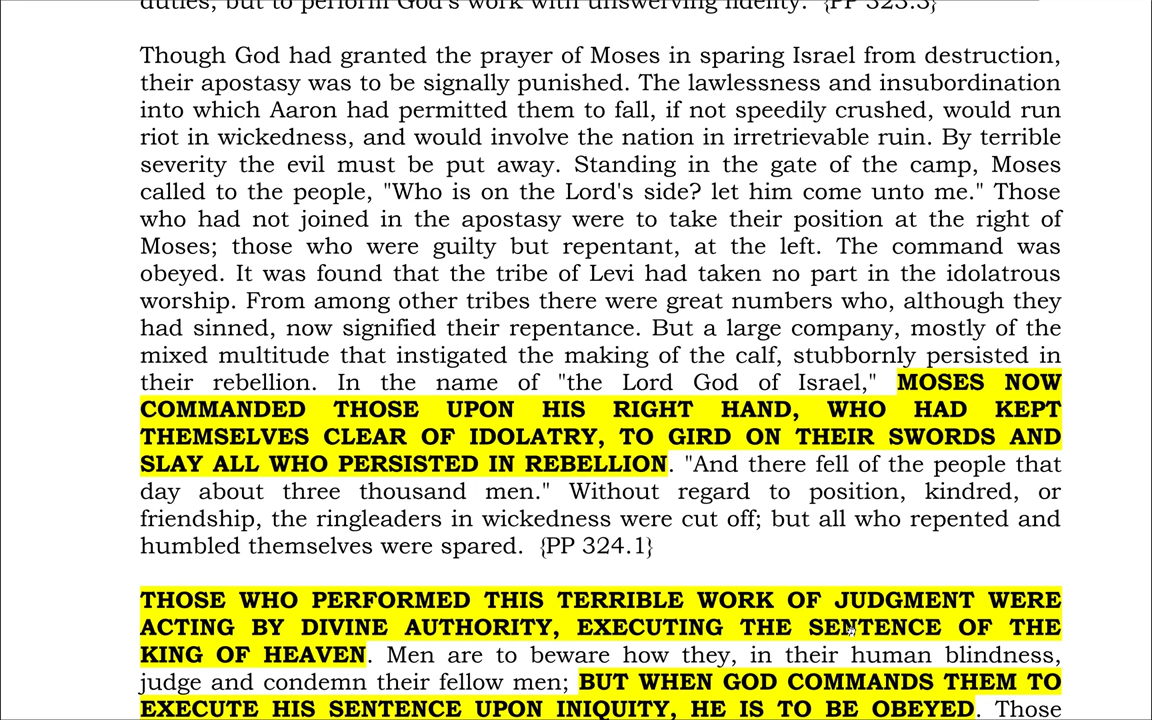 duties, but to perform God's work with unswerving fidelity. {PP 323.3}
Though God had granted the prayer of Moses in sparing Israel from destruction,
their apostasy was to be signally punished. The lawlessness and insubordination
into which Aaron had permitted them to fall, if not speedily crushed, would run
riot in wickedness, and would involve the nation in irretrievable ruin. By terrible
severity the evil must be put away. Standing in the gate of the camp, Moses
called to the people, "Who is on the Lord's side? let him come unto me." Those
who had not joined in the apostasy were to take their position at the right of
Moses; those who were guilty but repentant, at the left. The command was
obeyed. It was found that the tribe of Levi had taken no part in the idolatrous
worship. From among other tribes there were great numbers who, although they
had sinned, now signified their repentance. But a large company, mostly of the
mixed multitude that instigated the making of the calf, stubbornly persisted in
their rebellion. In the name of "the Lord God of Israel," MOSES NOW
COMMANDED THOSE UPON HIS RIGHT HAND, WHO HAD KEPT
THEMSELVES CLEAR OF IDOLATRY, TO GIRD ON THEIR SWORDS AND
SLAY ALL WHO PERSISTED IN REBELLION. "And there fell of the people that
day about three thousand men." Without regard to position, kindred, or
friendship, the ringleaders in wickedness were cut off; but all who repented and
humbled themselves were spared. {PP 324.1}
THOSE WHO PERFORMED THIS TERRIBLE WORK OF JUDGMENT WERE
ACTING BY DIVINE AUTHORITY, EXECUTING THE SENTENCE OF THE
KING OF HEAVEN. Men are to beware how they, in their human blindness,
judge and condemn their fellow men; BUT WHEN GOD COMMANDS THEM TO
EXECUTE HIS SENTENCE UPON INIQUITY, HE IS TO BE OBEYED. Those